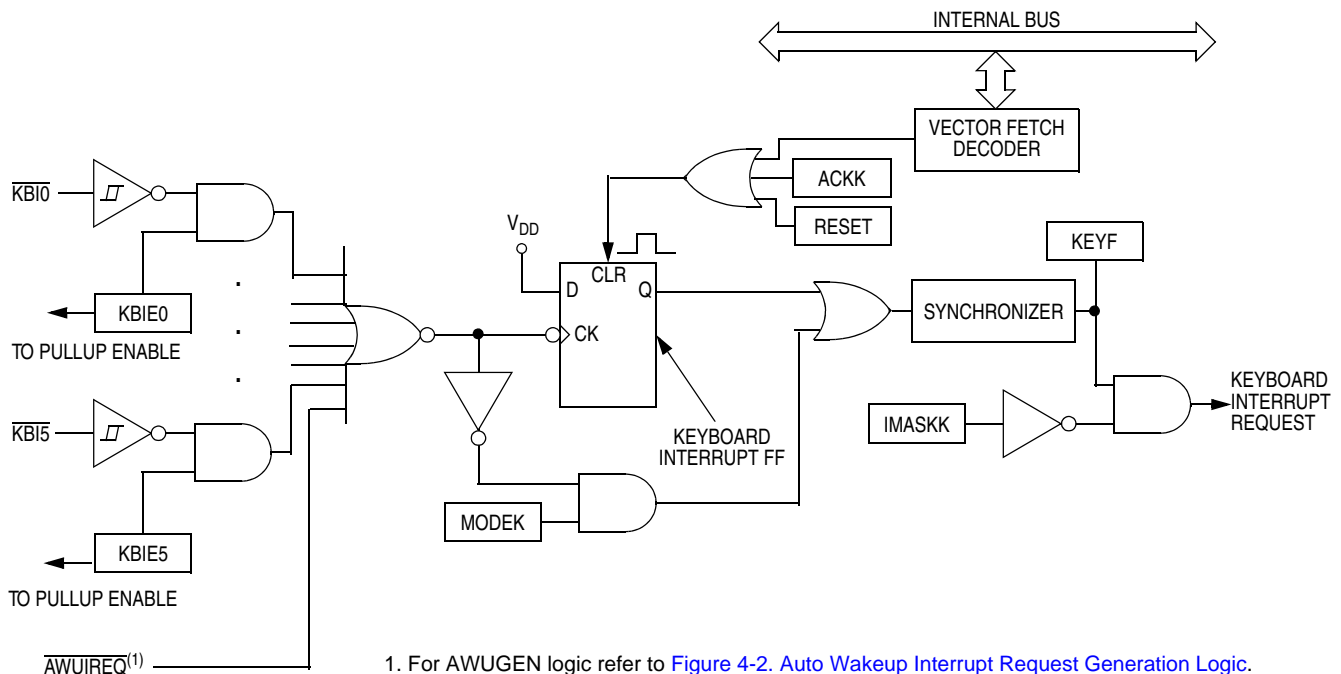 INTERNAL BUS
VECTOR FETCH
DECODER
ACKK
RESET
KBI0
VDD
KEYF
CLR
D
Q
CK
SYNCHRONIZER
KBIE0
TO PULLUP ENABLE
KBI5
KEYBOARD
INTERRUPT FF
IMASKK
KEYBOARD
INTERRUPT
REQUEST
MODEK
KBIE5
TO PULLUP ENABLE
AWUIREQ(1)
1. For AWUGEN logic refer to Figure 4-2. Auto Wakeup Interrupt Request Generation Logic.